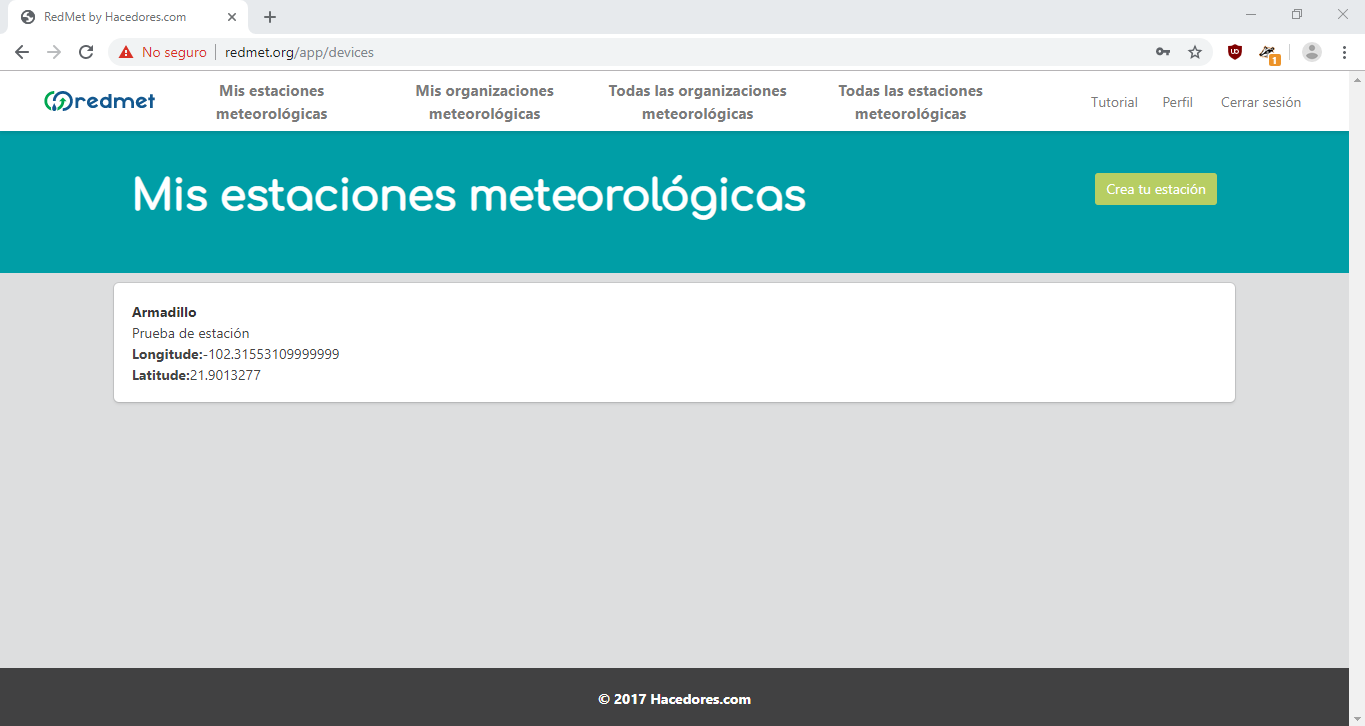 RedMet by Hacedores.com
No seguro
redmet.org/app/devices
1
redmet
Mis estaciones
meteorológicas
Mis organizaciones
meteorológicas
Todas las organizaciones
meteorológicas
Todas las estaciones
meteorológicas
Tutorial
Perfil
Cerrar sesión
Mis estaciones meteorológicas
Crea tu estación
Armadillo
Prueba de estación
Longitude:-102.31553109999999
Latitude:21.9013277
© 2017 Hacedores.com